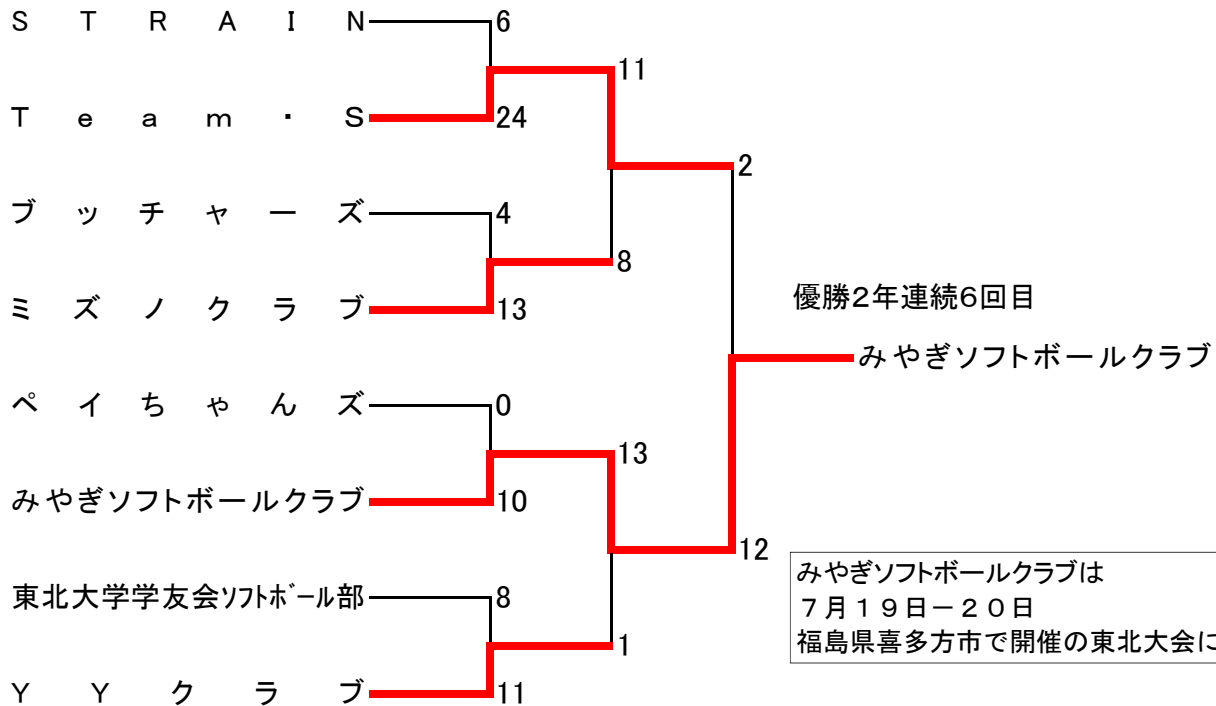 ＳＴＲＡＩＮ 6
11
Ｔｅａｍ・Ｓ 24
2
ブッチャーズ 4
8
ミズノクラブ 13
優勝2年連続6回目
みやぎソフトボールクラブ
ペイちゃんズ 0
13
みやぎソフトボールクラブ 10
12
東北大学学友会ｿﾌﾄﾎﾞｰﾙ部 8
1
ＹＹクラブ 11
みやぎソフトボールクラブは
７月１９日－２０日
福島県喜多方市で開催の東北大会に